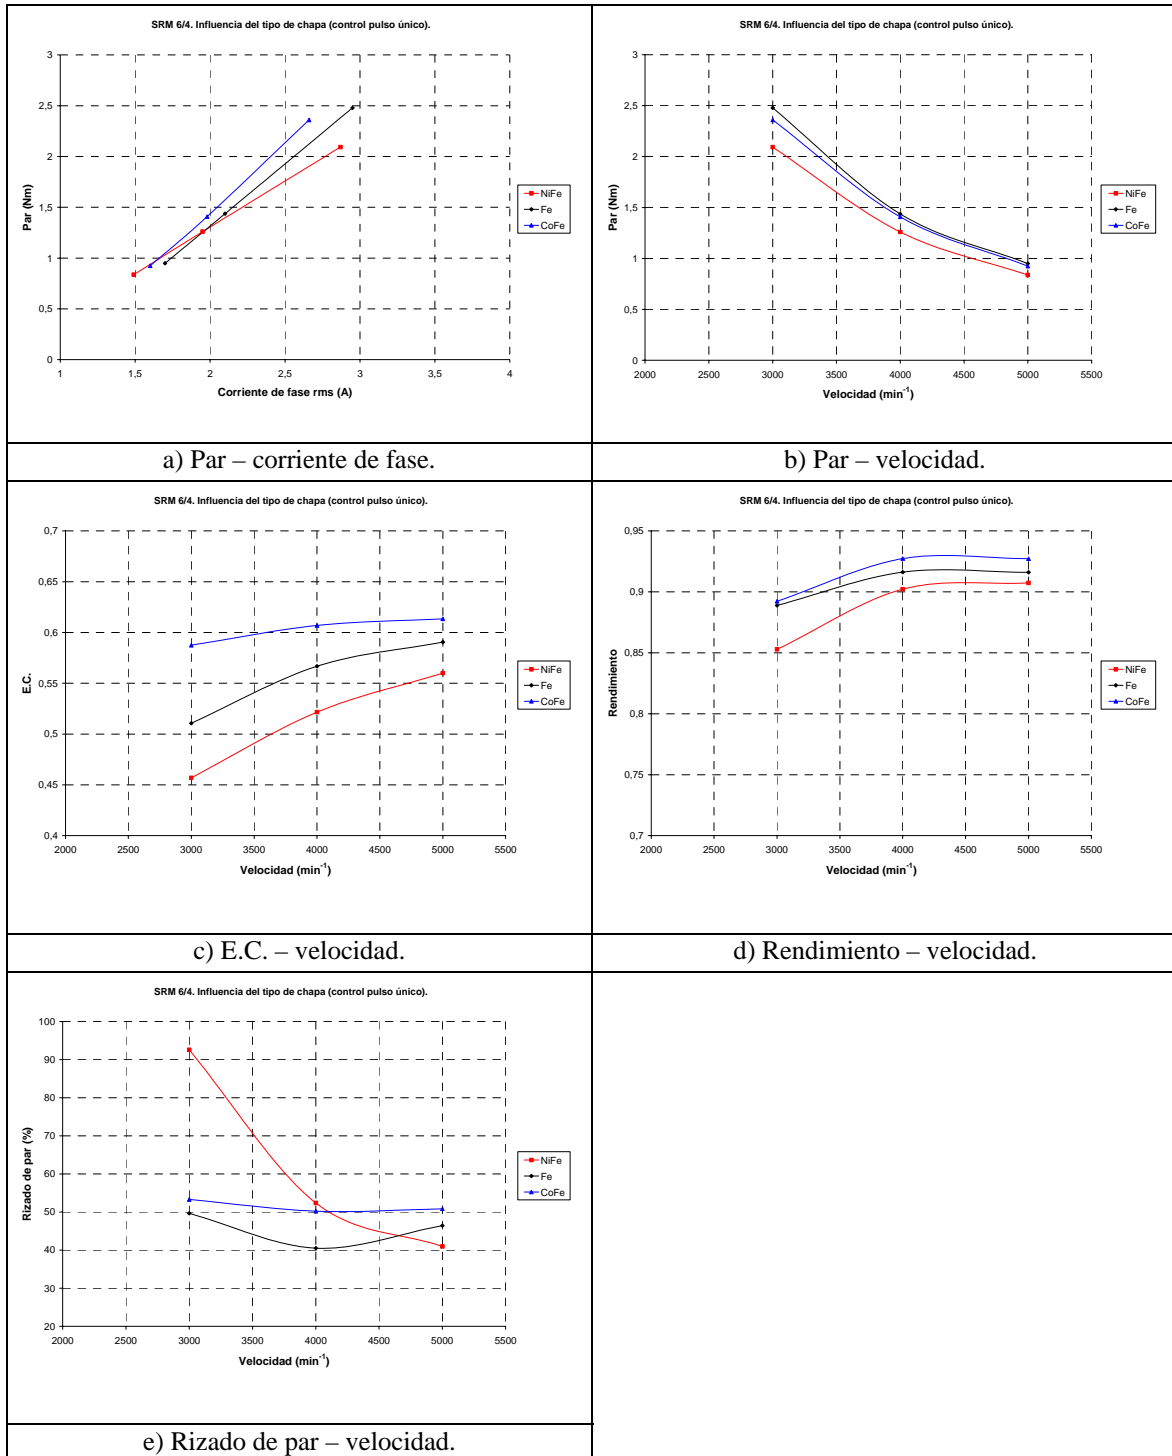 SRM 6/4. Influencia del tipo de chapa (control pulso único).
3
2,5
2
1,5
1
0,5
0
Par (Nm)
1 1,5 2 2,5 3 3,5 4
Corriente de fase rms (A)
NiFe
Fe
CoFe
a) Par – corriente de fase.
SRM 6/4. Influencia del tipo de chapa (control pulso único).
3
2,5
2
1,5
1
0,5
0
Par (Nm)
2000 2500 3000 3500 4000 4500 5000 5500
Velocidad (min⁻¹)
NiFe
Fe
CoFe
b) Par – velocidad.
SRM 6/4. Influencia del tipo de chapa (control pulso único).
0,7
0,65
0,6
0,55
0,5
0,45
0,4
E.C.
2000 2500 3000 3500 4000 4500 5000 5500
Velocidad (min⁻¹)
NiFe
Fe
CoFe
c) E.C. – velocidad.
SRM 6/4. Influencia del tipo de chapa (control pulso único).
0,95
0,9
0,85
0,8
0,75
0,7
Rendimiento
2000 2500 3000 3500 4000 4500 5000 5500
Velocidad (min⁻¹)
NiFe
Fe
CoFe
d) Rendimiento – velocidad.
SRM 6/4. Influencia del tipo de chapa (control pulso único).
100
90
80
70
60
50
40
30
20
Rizado de par (%)
2000 2500 3000 3500 4000 4500 5000 5500
Velocidad (min⁻¹)
NiFe
Fe
CoFe
e) Rizado de par – velocidad.